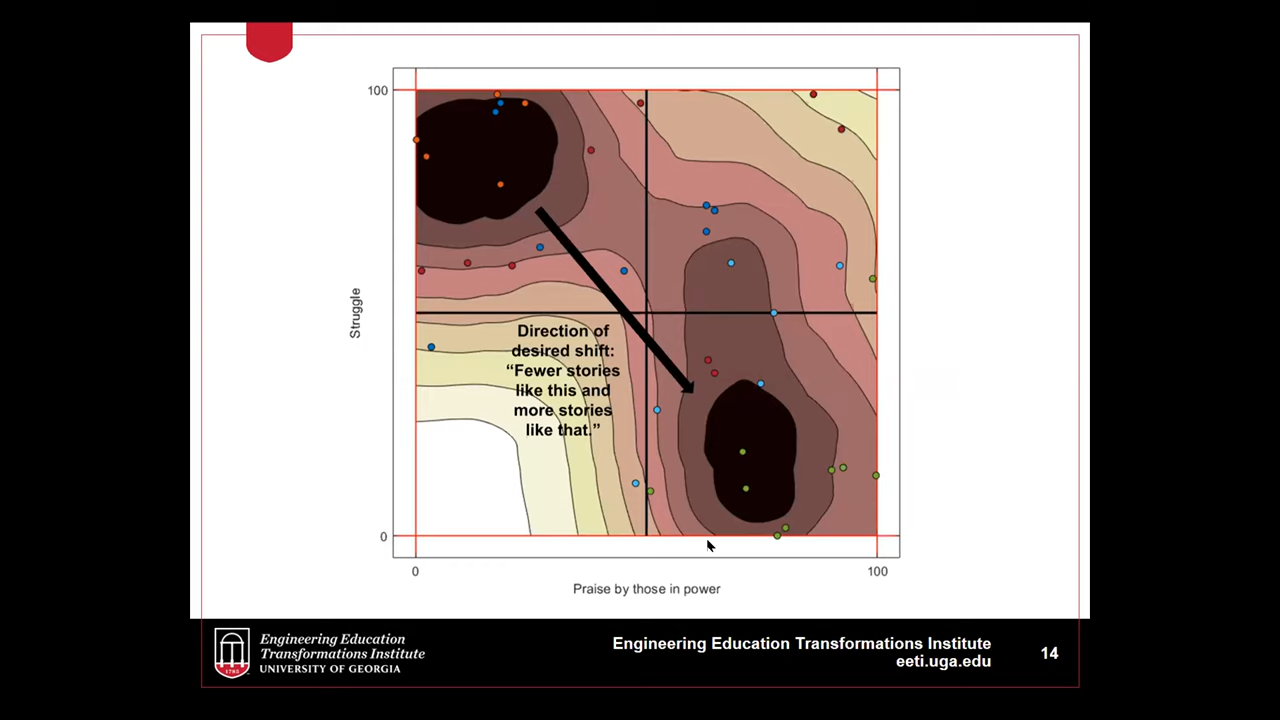 100
Struggle
Direction of
desired shift:
“Fewer stories
like this and
more stories
like that.”
0
0
100
Praise by those in power
Engineering Education
Transformations Institute
UNIVERSITY OF GEORGIA
1785
Engineering Education Transformations Institute
eeti.uga.edu
14